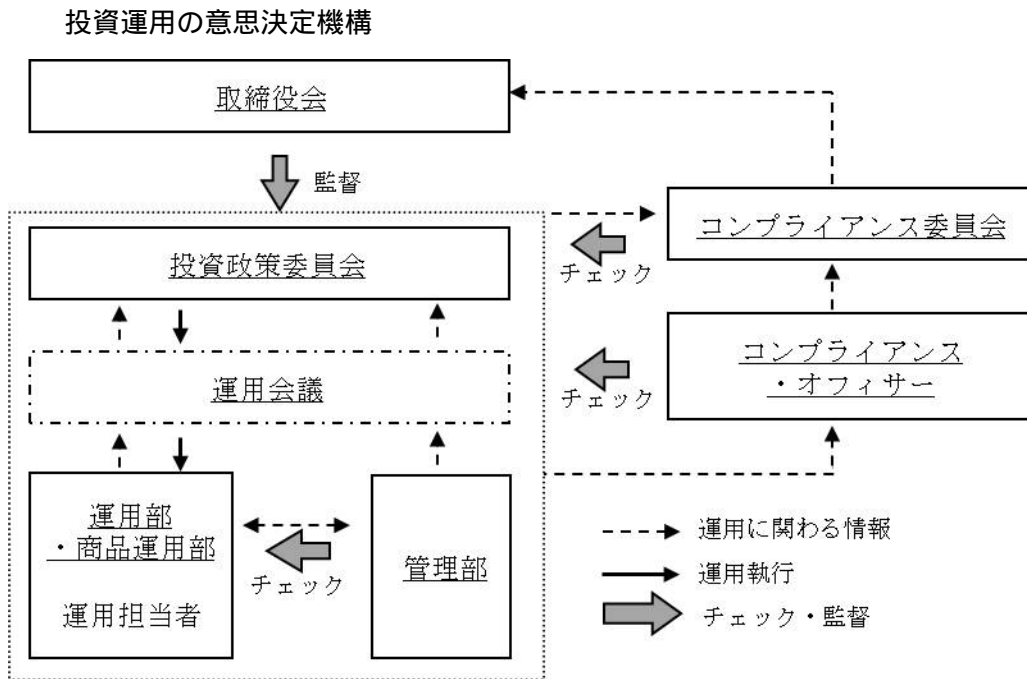 投資運用の意思決定機構
取締役会
監督
投資政策委員会
運用会議
運用部
・商品運用部
運用担当者
チェック
管理部
コンプライアンス委員会
チェック
コンプライアンス
・オフィサー
チェック
運用に関わる情報
運用執行
チェック・監督